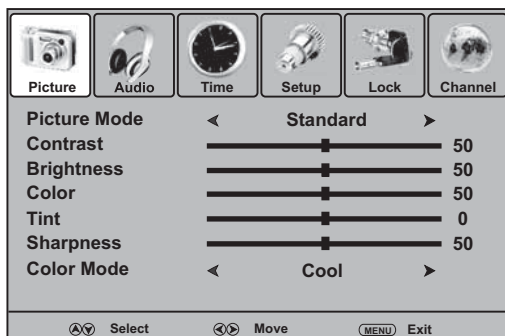 Picture Audio Time Setup Lock Channel
Picture Mode Standard
Contrast 50
Brightness 50
Color 50
Tint 0
Sharpness 50
Color Mode Cool
Select Move MENU Exit